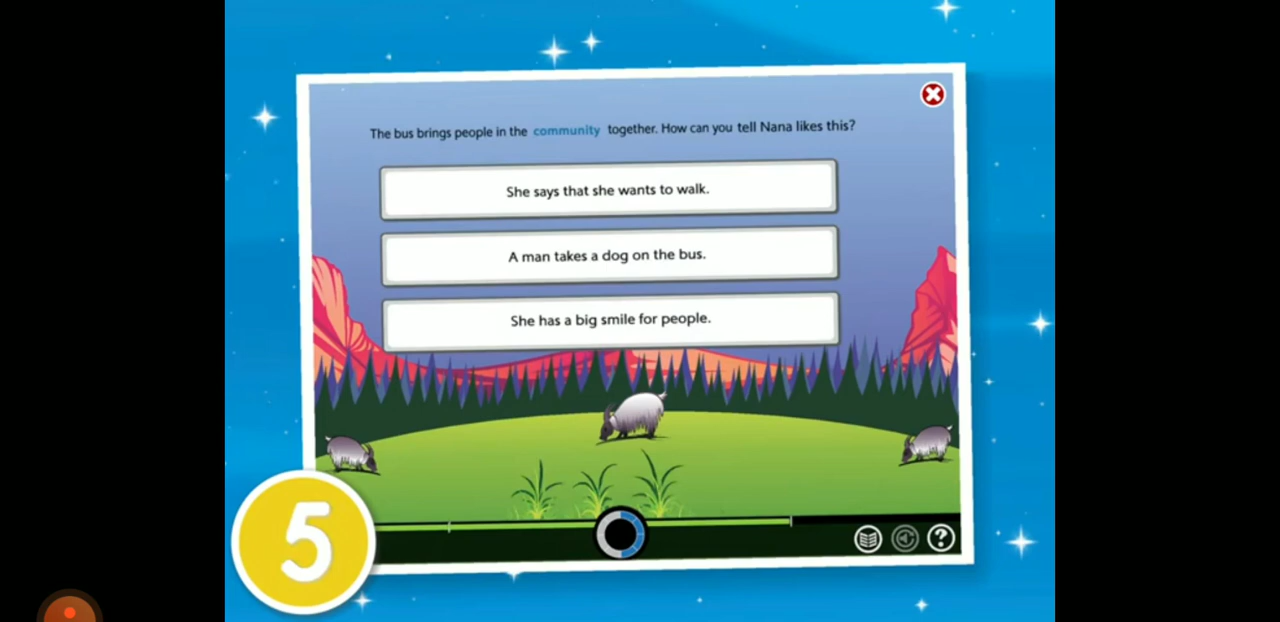 The bus brings people in the community together. How can you tell Nana likes this?
She says that she wants to walk.
A man takes a dog on the bus.
She has a big smile for people.
5
?